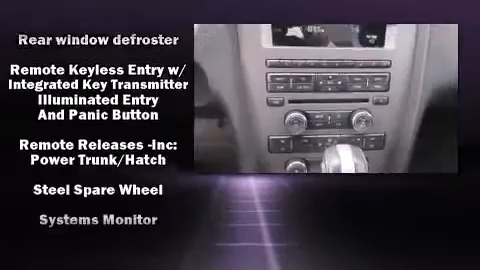 Rear window defroster
Remote Keyless Entry w/
Integrated Key Transmitter
Illuminated Entry
And Panic Button
Remote Releases -Inc:
Power Trunk/Hatch
Steel Spare Wheel
Systems Monitor